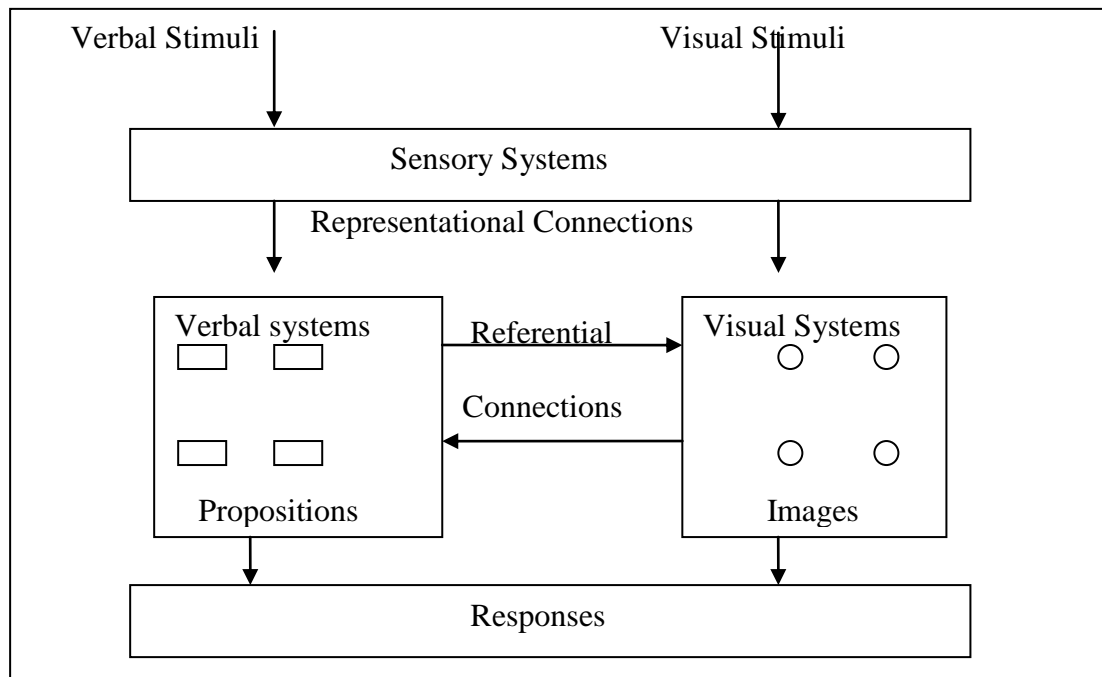 Verbal Stimuli
Visual Stimuli
Sensory Systems
Representational Connections
Verbal systems
Referential
Visual Systems
Connections
Propositions
Images
Responses